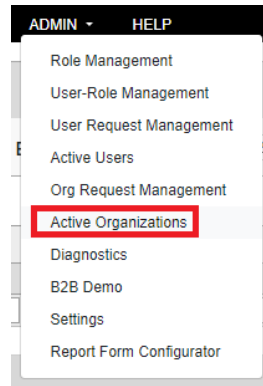 ADMIN HELP
Role Management
User-Role Management
User Request Management
Active Users
Org Request Management
Active Organizations
Diagnostics
B2B Demo
Settings
Report Form Configurator